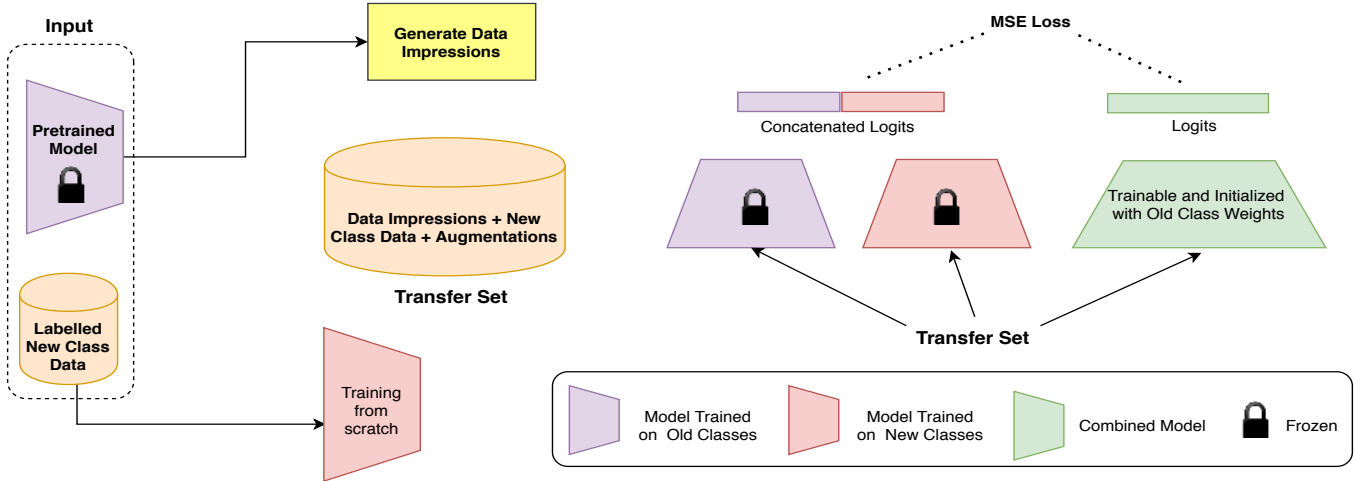 Input
Pretrained
Model
Labelled
New Class
Data
Generate Data
Impressions
Data Impressions + New
Class Data + Augmentations
Transfer Set
Training
from
scratch
MSE Loss
Concatenated Logits
Logits
Trainable and Initialized
with Old Class Weights
Transfer Set
Model Trained
on Old Classes
Model Trained
on New Classes
Combined Model
Frozen